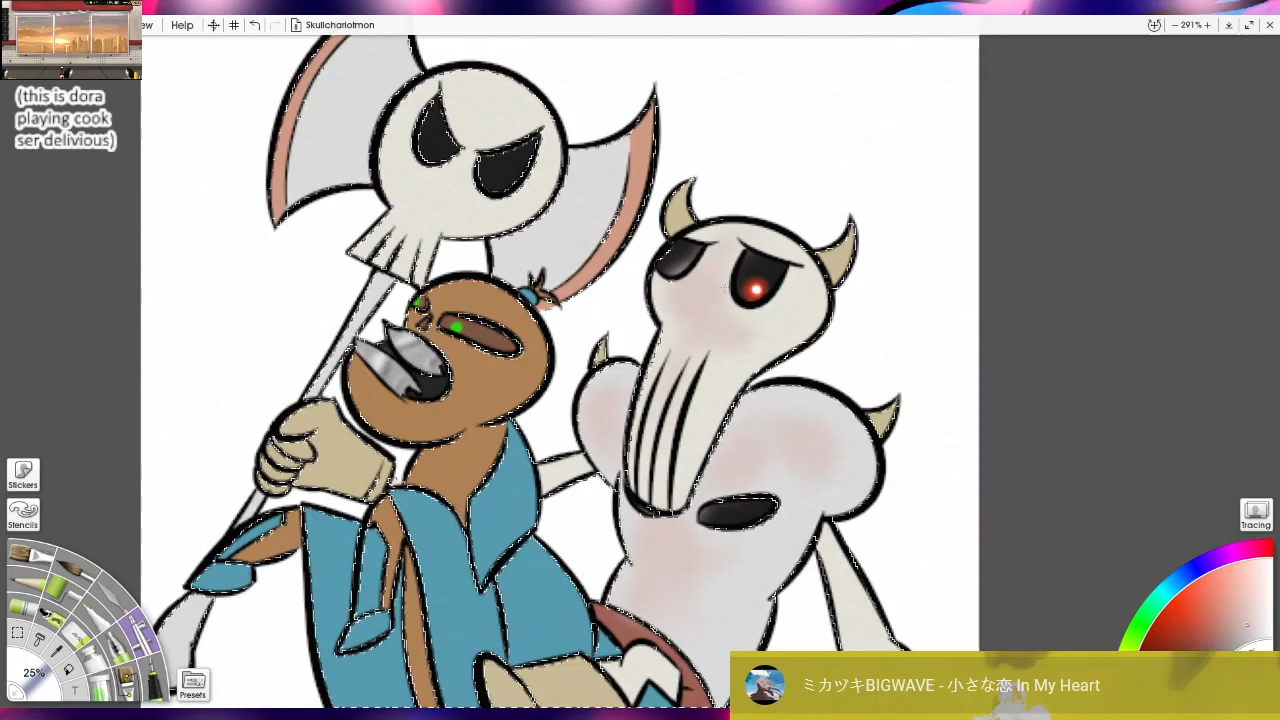 ew Help Skullchariotmon 291%
(this is dora
playing cook
ser delivious)
Stickers
Stencils
Tracing
25%
Presets
ミカヅキBIGWAVE - 小さな恋 In My Heart